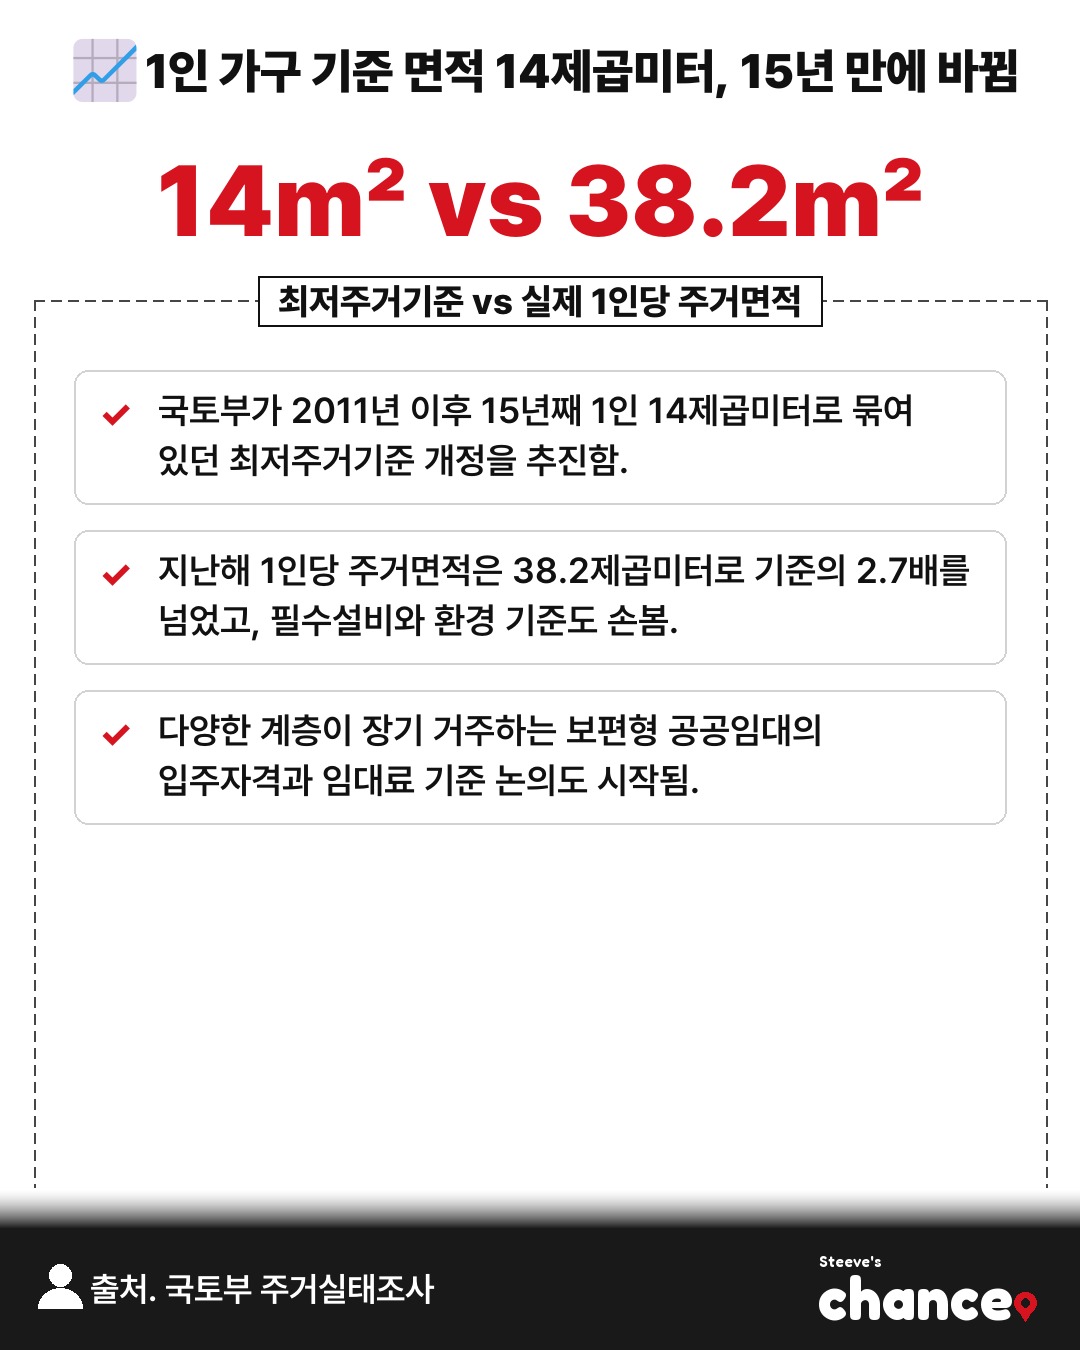 1인 가구 기준 면적 14제곱미터, 15년 만에 바뀜
14m² vs 38.2m²
최저주거기준 vs 실제 1인당 주거면적
국토부가 2011년 이후 15년째 1인 14제곱미터로 묶여
있던 최저주거기준 개정을 추진함.
지난해 1인당 주거면적은 38.2제곱미터로 기준의 2.7배를
넘었고, 필수설비와 환경 기준도 손봄.
다양한 계층이 장기 거주하는 보편형 공공임대의
입주자격과 임대료 기준 논의도 시작됨.
출처. 국토부 주거실태조사
Steeve's
chance